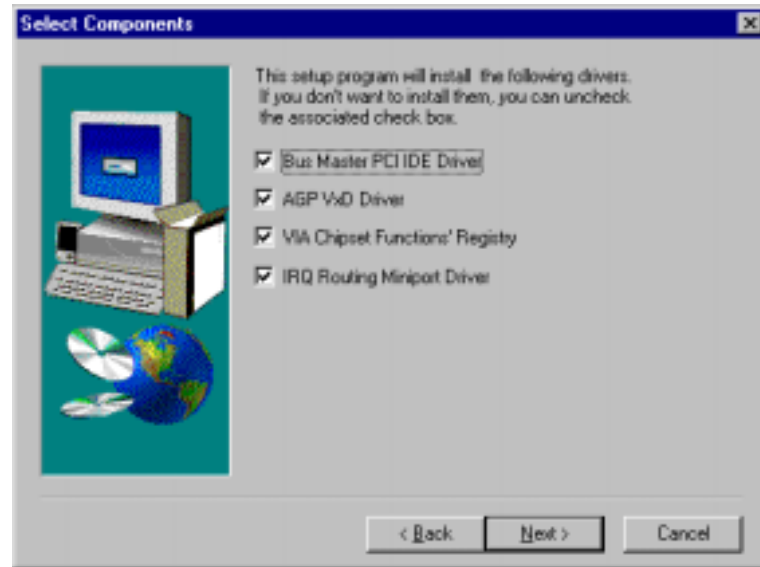 Select Components
This setup program will install the following drivers.
If you don't want to install them, you can uncheck
the associated check box.
Bus Master PCI IDE Driver
AGP VxD Driver
VIA Chipset Functions' Registry
IRQ Routing Miniport Driver
< Back
Next >
Cancel